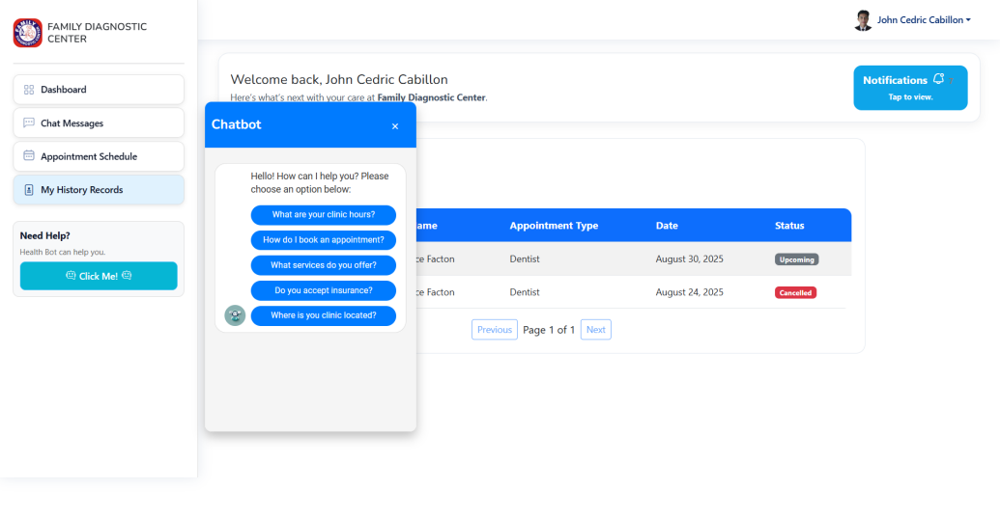 FAMILY DIAGNOSTIC
CENTER
John Cedric Cabillon
Dashboard
Chat Messages
Appointment Schedule
My History Records
Need Help?
Health Bot can help you.
Click Me!
Welcome back, John Cedric Cabillon
Here's what's next with your care at Family Diagnostic Center.
Notifications
Tap to view.
Chatbot
×
Hello! How can I help you? Please
choose an option below:
What are your clinic hours?
How do I book an appointment?
What services do you offer?
Do you accept insurance?
Where is you clinic located?
ame Appointment Type Date Status
ce Facton Dentist August 30, 2025 Upcoming
ce Facton Dentist August 24, 2025 Cancelled
Previous Page 1 of 1 Next